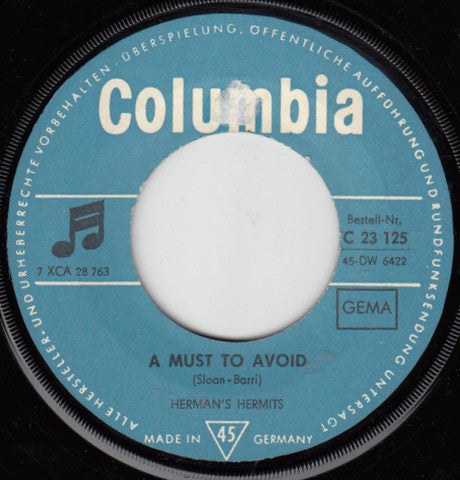 ALLE HERSTELLER-UND URHEBERRECHTE VORBEHALTEN. ÜBERSPIELUNG, ÖFFENTLICHE AUFFÜHRUNG UND RUNDFUNKSENDUNG UNTERSAGT
Columbia
Bestell-Nr.
C 23 125
7 XCA 28 763
45-DW 6422
GEMA
A MUST TO AVOID
(Sloan-Barri)
HERMAN'S HERMITS
MADE IN 45 GERMANY